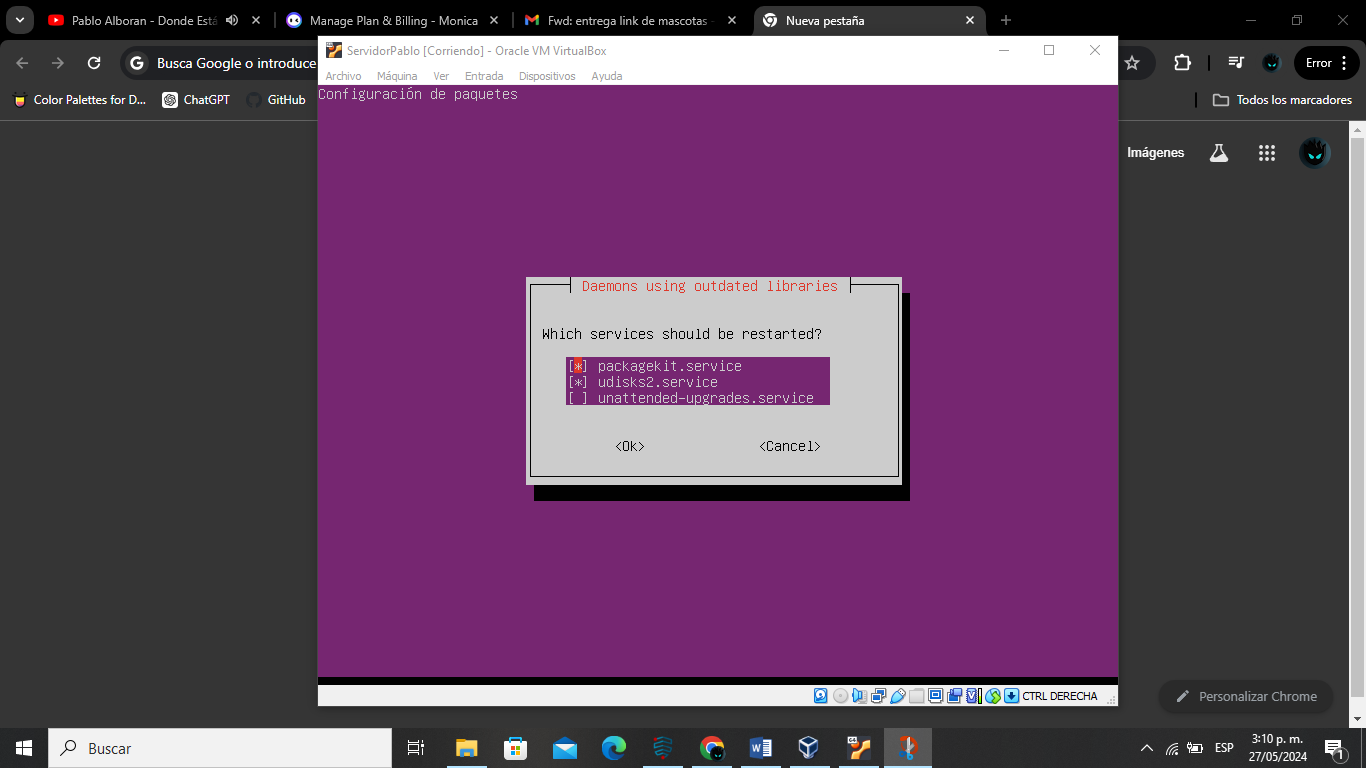 Pablo Alboran - Donde Está
Manage Plan & Billing - Monica
Fwd: entrega link de mascotas -
Nueva pestaña
Busca Google o introduce
Error
Color Palettes for D...
ChatGPT
GitHub
Todos los marcadores
Imágenes
ServidorPablo [Corriendo] - Oracle VM VirtualBox
Archivo Máquina Ver Entrada Dispositivos Ayuda
Configuración de paquetes
Daemons using outdated libraries
Which services should be restarted?
[*] packagekit.service
[*] udisks2.service
[ ] unattended-upgrades.service
<Ok> <Cancel>
CTRL DERECHA
Personalizar Chrome
Buscar
ESP
3:10 p. m.
27/05/2024
1